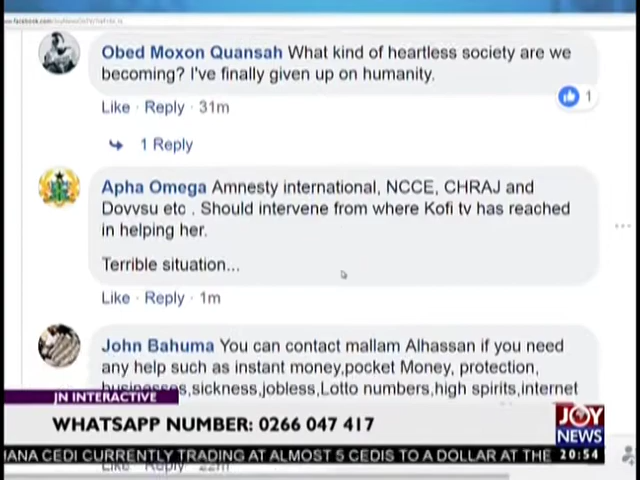 Obed Moxon Quansah What kind of heartless society are we
becoming? I've finally given up on humanity.
Like · Reply · 31m
1
1 Reply
Apha Omega Amnesty international, NCCE, CHRAJ and
Dovvsu etc . Should intervene from where Kofi tv has reached
in helping her.
Terrible situation...
Like · Reply · 1m
John Bahuma You can contact mallam Alhassan if you need
any help such as instant money,pocket Money, protection,
businesses,sickness,jobless,Lotto numbers,high spirits,internet
JN INTERACTIVE
WHATSAPP NUMBER: 0266 047 417
JOY
NEWS
ANA CEDI CURRENTLY TRADING AT ALMOST 5 CEDIS TO A DOLLAR AT THE
20:54
Like · Reply · 22m